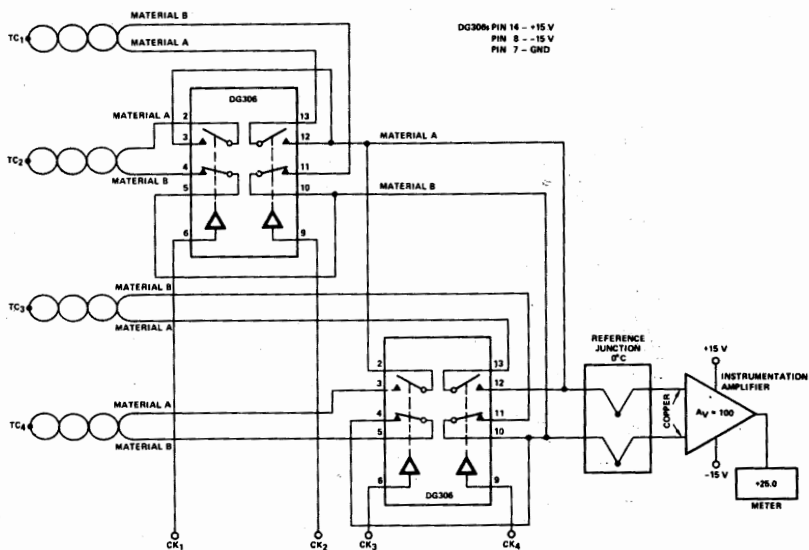 MATERIAL B
TC1
MATERIAL A
DG306s PIN 14 – +15 V
PIN 8 – -15 V
PIN 7 – GND
DG306
MATERIAL A
2
13
3
12
MATERIAL A
TC2
4
11
MATERIAL B
5
10
MATERIAL B
6
9
MATERIAL B
TC3
MATERIAL A
REFERENCE
JUNCTION
0°C
+15 V
2
13
INSTRUMENTATION
AMPLIFIER
3
12
MATERIAL A
4
11
COPPER
AV = 100
TC4
MATERIAL B
5
10
-15 V
6
9
+25.0
DG306
METER
CK1
CK2
CK3
CK4